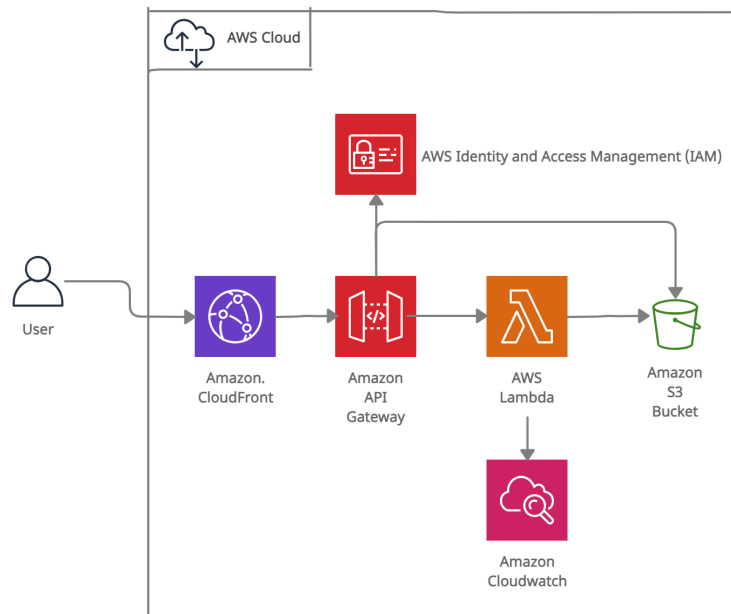 AWS Cloud
AWS Identity and Access Management (IAM)
User
Amazon.
CloudFront
Amazon
API
Gateway
AWS
Lambda
Amazon
S3
Bucket
Amazon
Cloudwatch